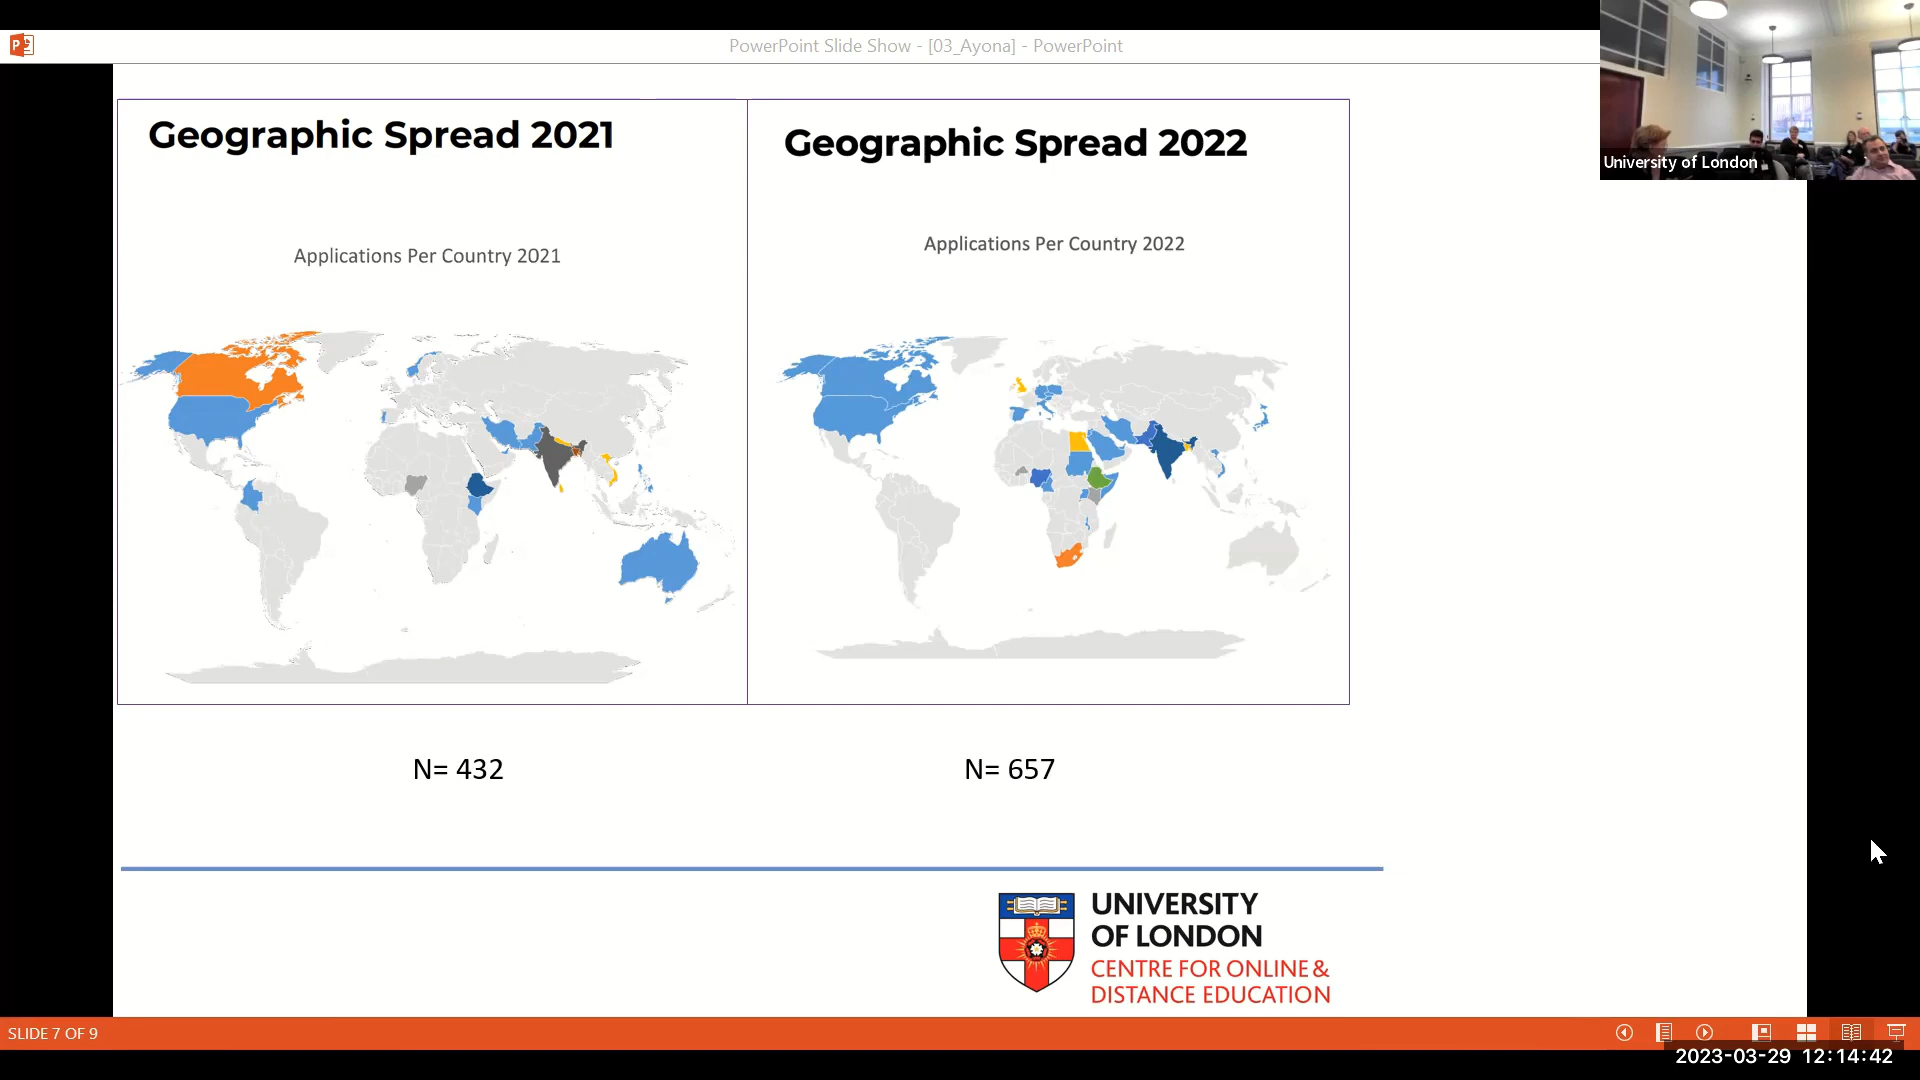 PowerPoint Slide Show - [03_Ayona] - PowerPoint
University of London
Geographic Spread 2021
Geographic Spread 2022
Applications Per Country 2021
Applications Per Country 2022
N= 432
N= 657
UNIVERSITY
OF LONDON
CENTRE FOR ONLINE &
DISTANCE EDUCATION
SLIDE 7 OF 9
2023-03-29 12:14:42